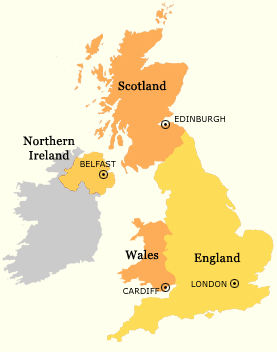 Scotland
EDINBURGH
Northern
Ireland
BELFAST
Wales
England
CARDIFF
LONDON